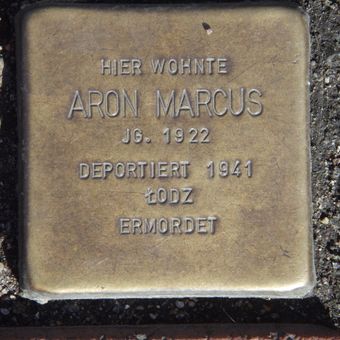 HIER WOHNTE
ARON MARCUS
JG. 1922
DEPORTIERT 1941
ŁODZ
ERMORDET